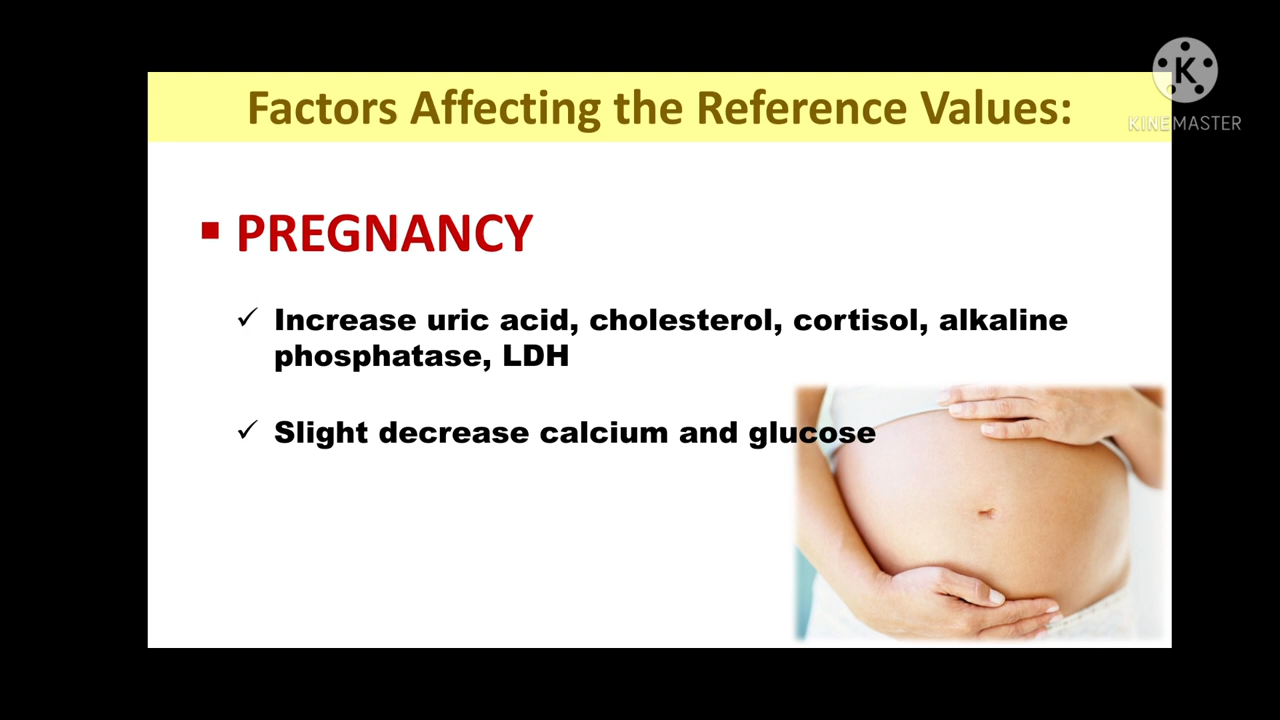 Factors Affecting the Reference Values:
K
KINEMASTER
PREGNANCY
Increase uric acid, cholesterol, cortisol, alkaline
phosphatase, LDH
Slight decrease calcium and glucose